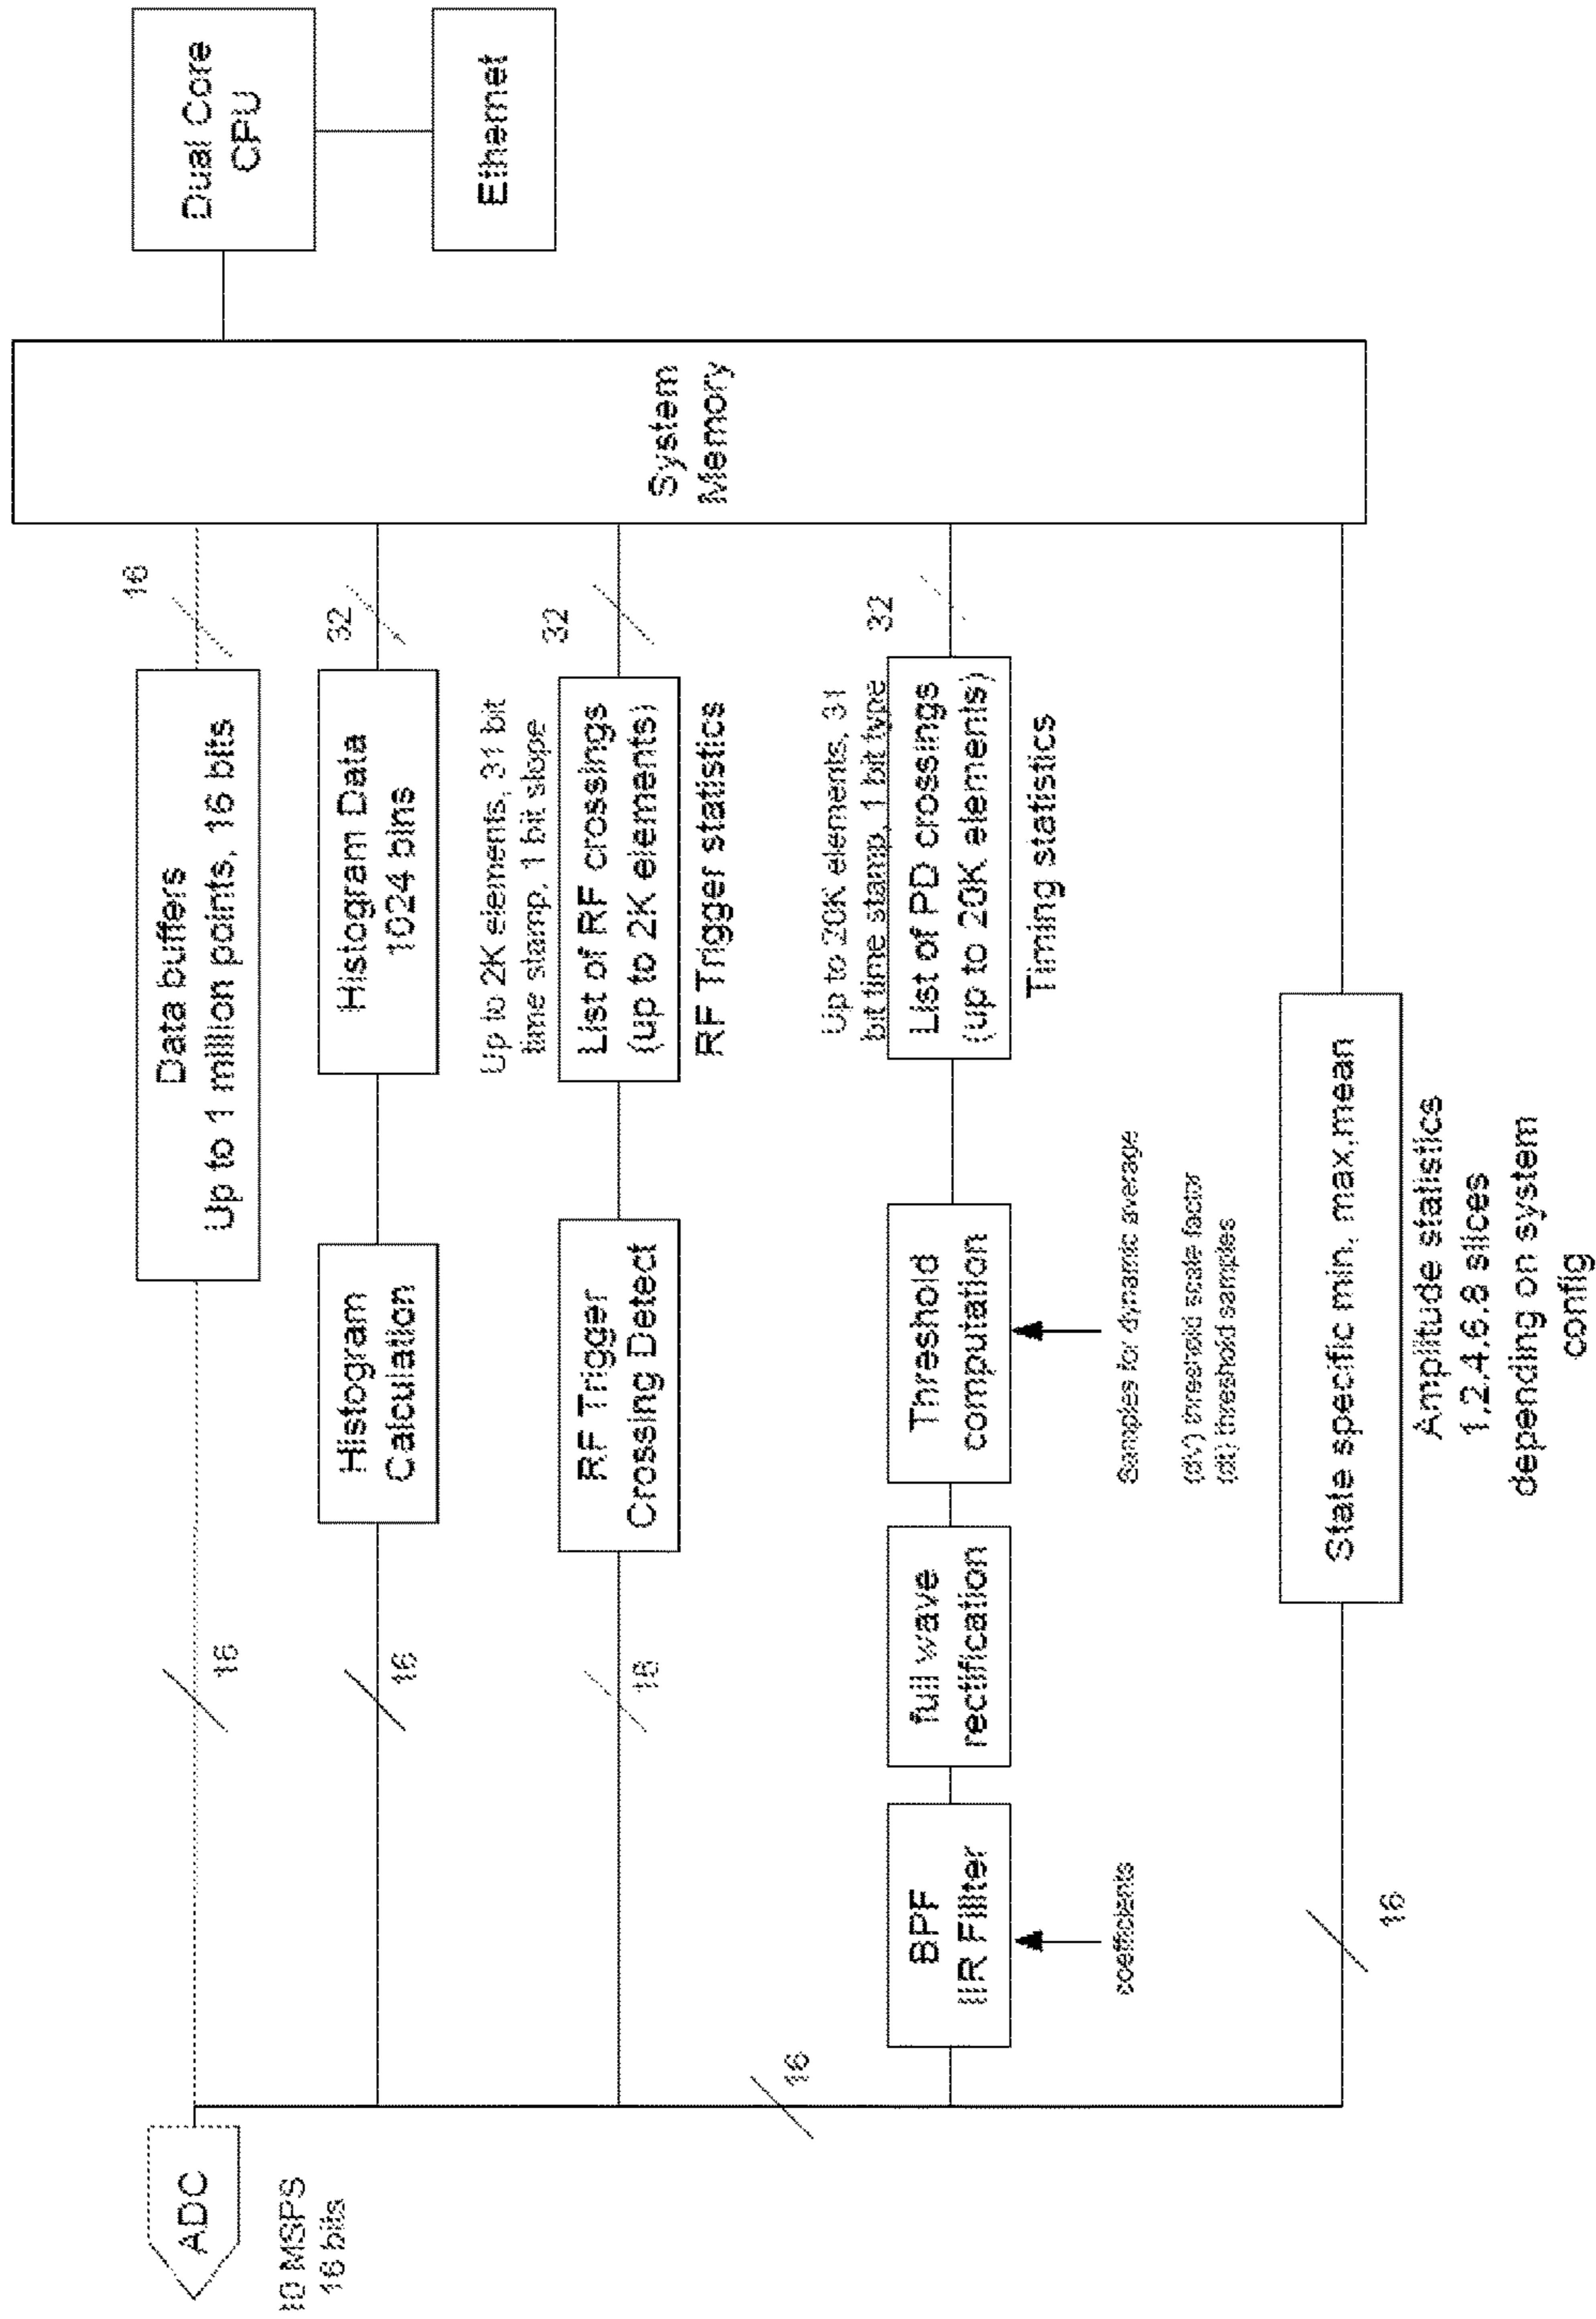 ADC
10 MSPS
16 bits
16
Data buffers
Up to 1 million points, 16 bits
16
16
Histogram
Calculation
Histogram Data
1024 bins
32
16
RF Trigger
Crossing Detect
Up to 2K elements, 31 bit
time stamp, 1 bit slope
List of RF crossings
(up to 2K elements)
RF Trigger statistics
32
16
BPF
IIR Fillter
coefficients
full wave
rectification
Threshold
computation
Samples for dynamic average
(dV) threshold scale factor
(dt) threshold samples
Up to 20K elements, 31
bit time stamp, 1 bit type
List of PD crossings
(up to 20K elements)
Timing statistics
32
16
State specific min, max,mean
Amplitude statistics
1,2,4,6,8 slices
depending on system
config
System
Memory
Dual Core
CPU
Ethernet